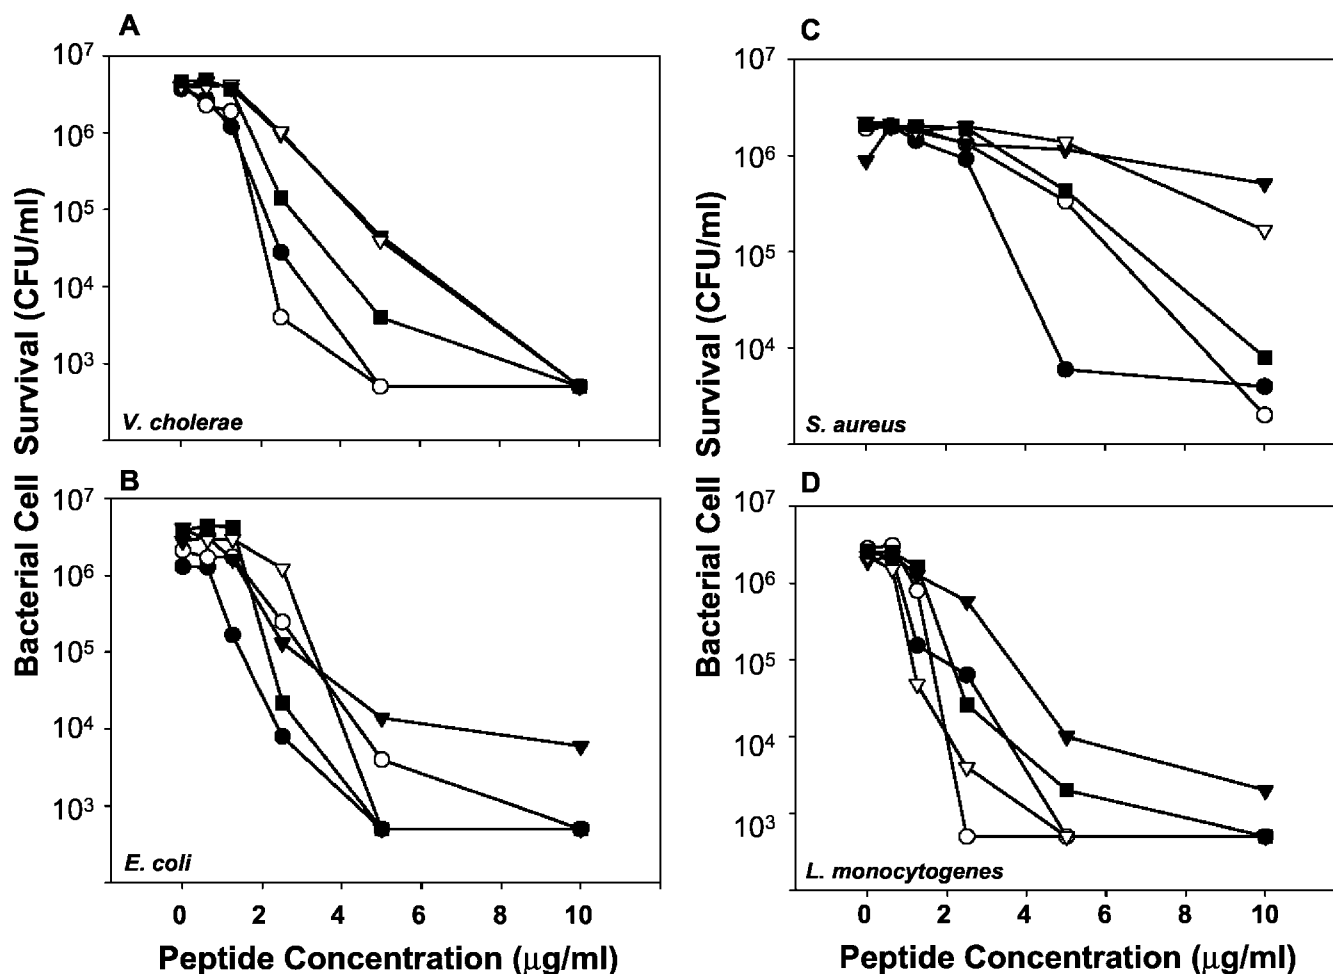 A
10⁷
10⁶
10⁵
10⁴
10³
V. cholerae
B
10⁷
10⁶
10⁵
10⁴
10³
E. coli
0 2 4 6 8 10
Peptide Concentration (µg/ml)
Bacterial Cell Survival (CFU/ml)
C
10⁷
10⁶
10⁵
10⁴
S. aureus
D
10⁷
10⁶
10⁵
10⁴
10³
L. monocytogenes
0 2 4 6 8 10
Peptide Concentration (µg/ml)
Bacterial Cell Survival (CFU/ml)